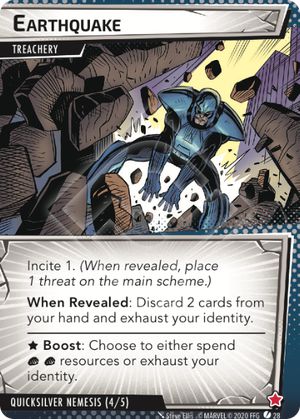 EARTHQUAKE
TREACHERY
Incite 1. (When revealed, place
1 threat on the main scheme.)
When Revealed: Discard 2 cards from
your hand and exhaust your identity.
★ Boost: Choose to either spend
resources or exhaust your
identity.
QUICKSILVER NEMESIS (4/5)
Steve Ellis © MARVEL © 2020 FFG 28